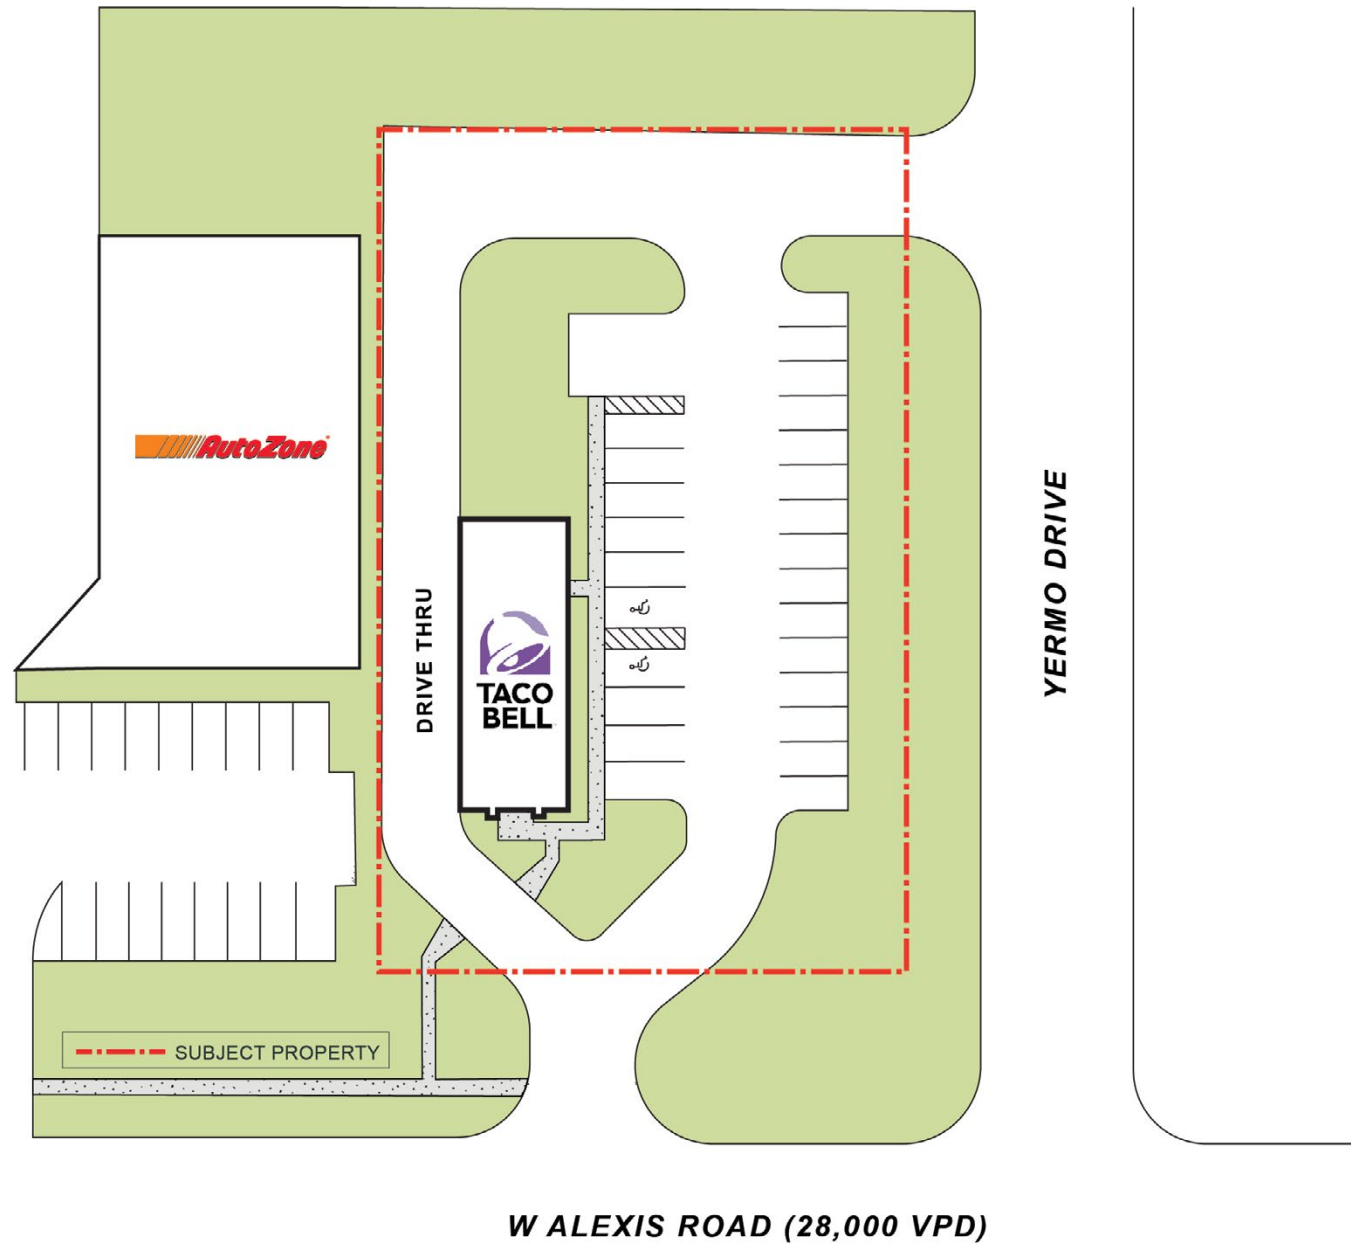 AutoZone
DRIVE THRU
TACO
BELL
YERMO DRIVE
SUBJECT PROPERTY
W ALEXIS ROAD (28,000 VPD)